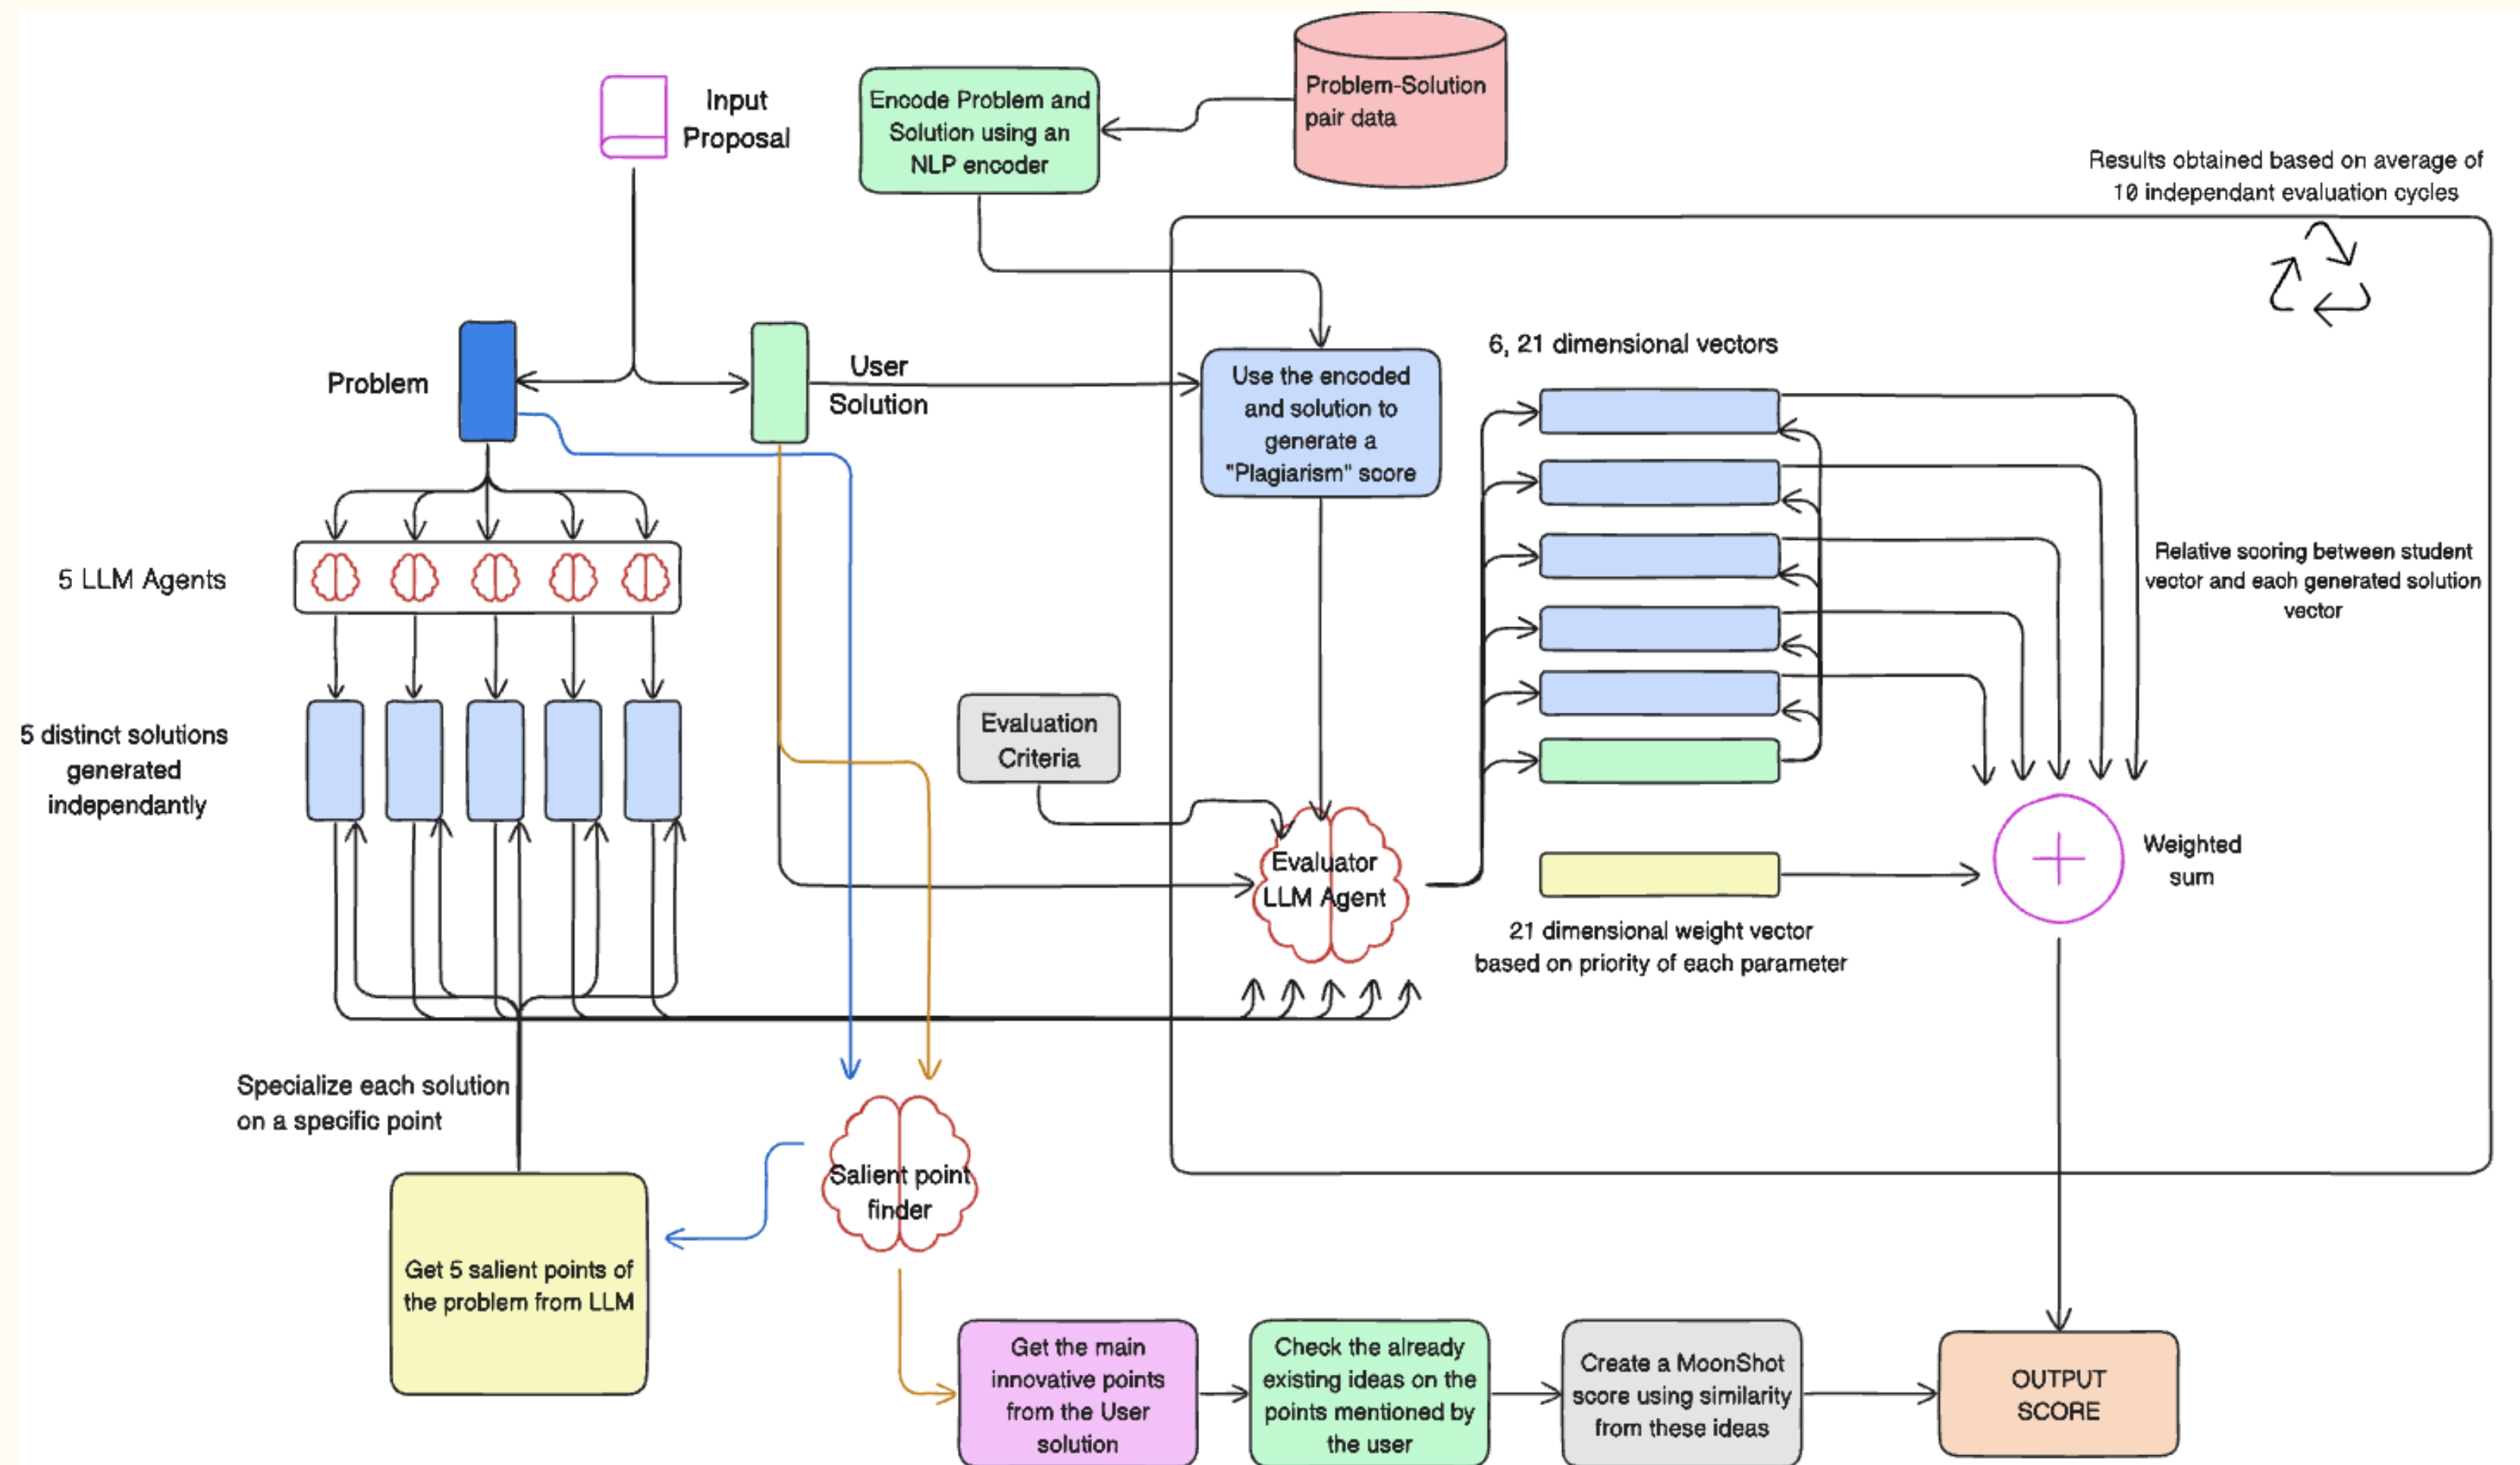 Input
Proposal
Encode Problem and
Solution using an
NLP encoder
Problem-Solution
pair data
Results obtained based on average of
10 independant evaluation cycles
Problem
User
Solution
Use the encoded
and solution to
generate a
"Plagiarism" score
6, 21 dimensional vectors
5 LLM Agents
Relative scoring between student
vector and each generated solution
vector
5 distinct solutions
generated
independantly
Evaluation
Criteria
Evaluator
LLM Agent
Weighted
sum
21 dimensional weight vector
based on priority of each parameter
Specialize each solution
on a specific point
Salient point
finder
Get 5 salient points of
the problem from LLM
Get the main
innovative points
from the User
solution
Check the already
existing ideas on the
points mentioned by
the user
Create a MoonShot
score using similarity
from these ideas
OUTPUT
SCORE